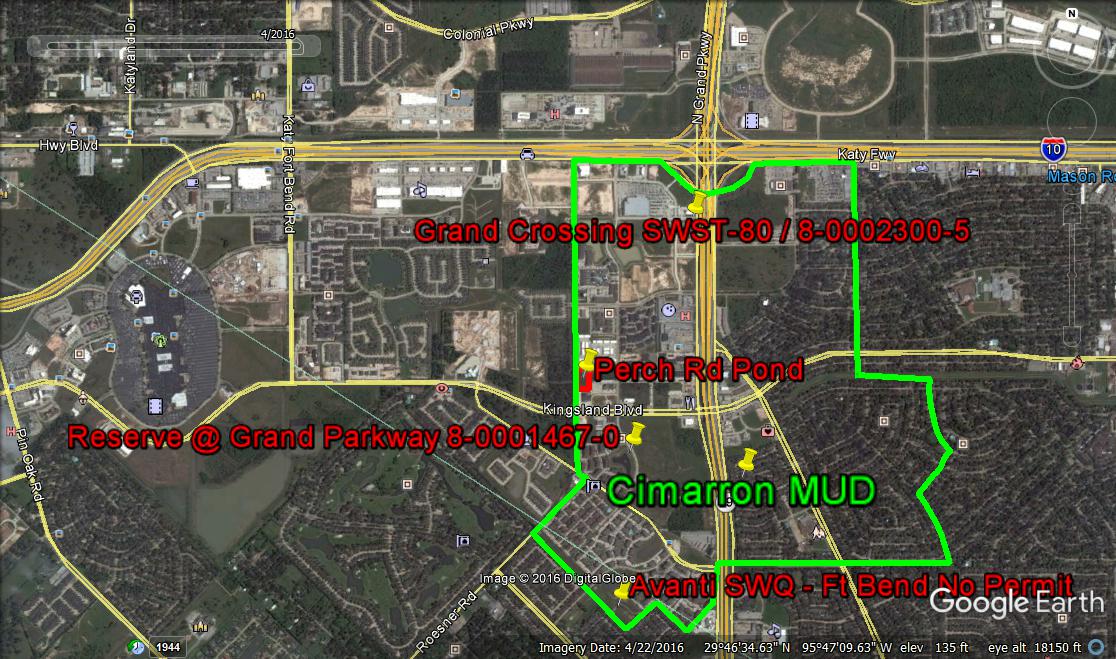 Colonial Pkwy
4/2016
N
Katyland Dr
N Grand Pkwy
Katy Fort Bend Rd
Hwy Blvd
Katy Fwy
10
Mason R
Grand Crossing SWST-80 / 8-0002300-5
Perch Rd Pond
Kingsland Blvd
Reserve @ Grand Parkway 8-0001467-0
Pin Oak Rd
Cimarron MUD
Image © 2016 DigitalGlobe
Avanti SWQ - Ft Bend No Permit
Google Earth
Roesner Rd
1944
Imagery Date: 4/22/2016 29°46'34.63" N 95°47'09.63" W elev 135 ft eye alt 18150 ft